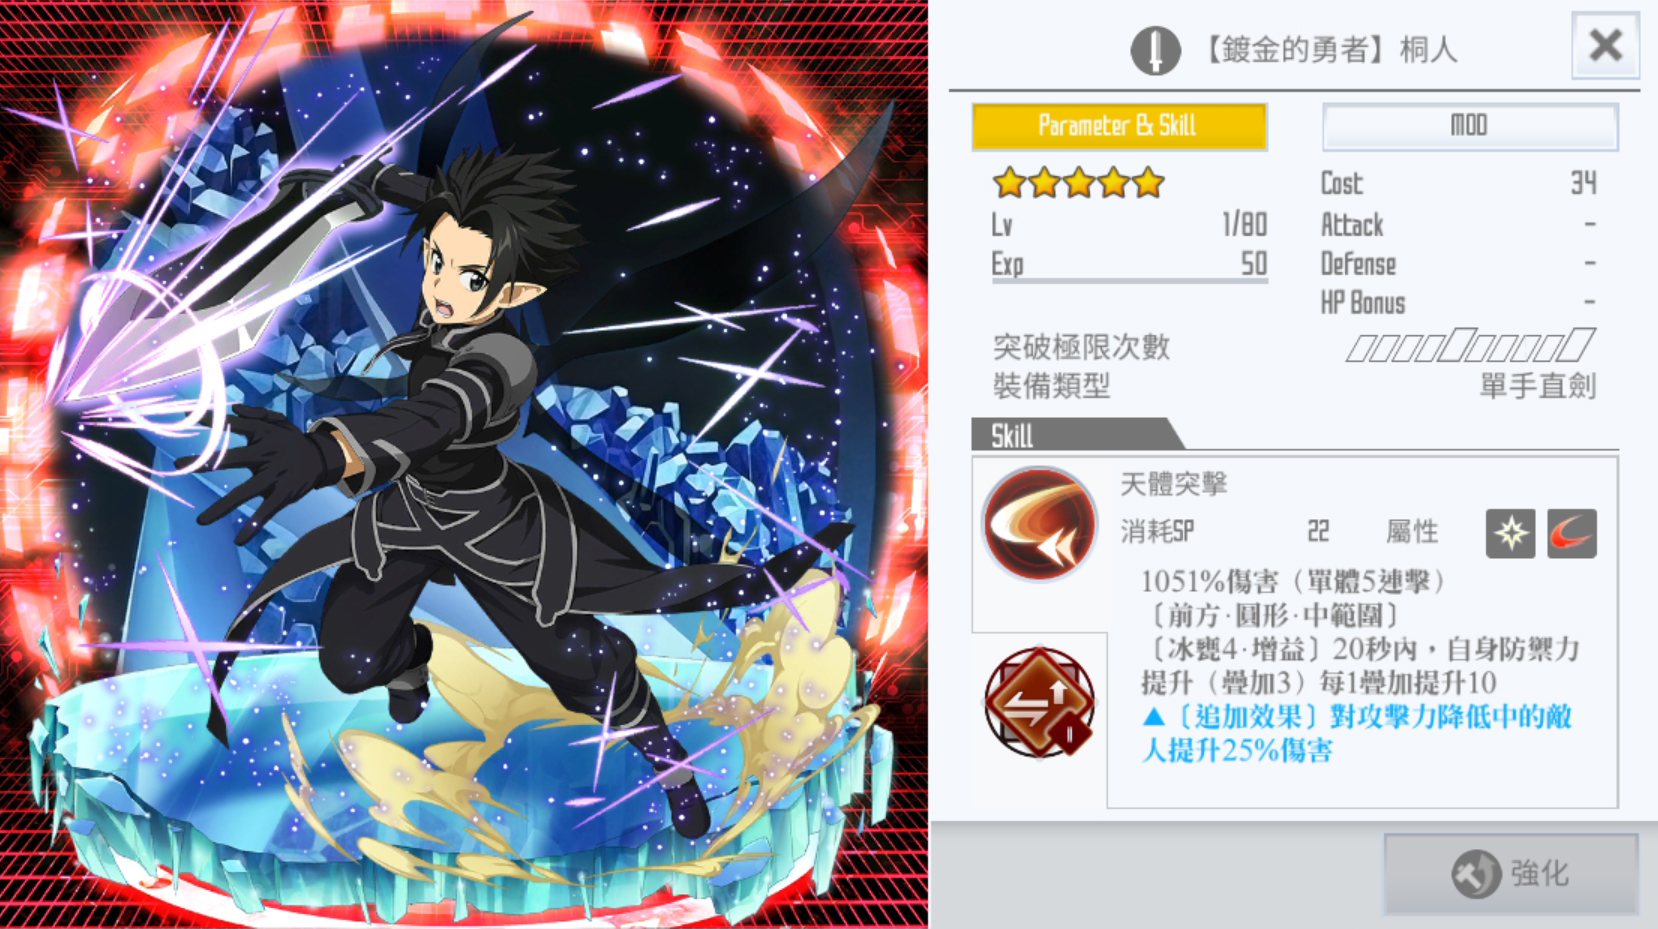 【鍍金的勇者】桐人
Parameter & Skill
MOD
Lv 1/80
Exp 50
Cost 34
Attack -
Defense -
HP Bonus -
突破極限次數
裝備類型 單手直劍
Skill
天體突擊
消耗SP 22 屬性
1051%傷害（單體5連擊）
〔前方·圓形·中範圍〕
〔冰甕4·增益〕20秒內，自身防禦力
提升（疊加3）每1疊加提升10
▲〔追加效果〕對攻擊力降低中的敵
人提升25%傷害
強化